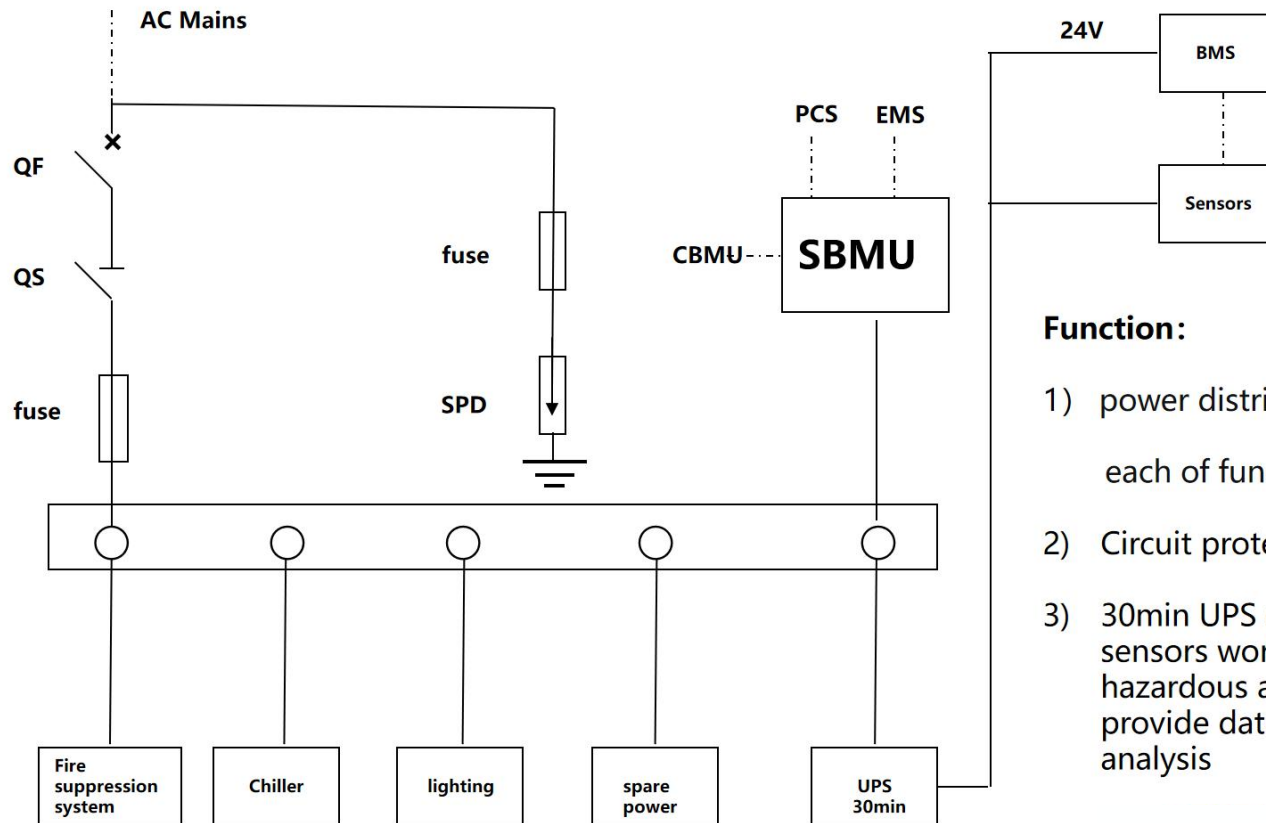 AC Mains
24V
BMS
PCS EMS
QF
Sensors
fuse
CBMU
SBMU
QS
Function：
1) power distri
fuse
SPD
each of fun
2) Circuit prote
3) 30min UPS
sensors wor
hazardous a
provide dat
analysis
Fire
suppression
system
Chiller
lighting
spare
power
UPS
30min